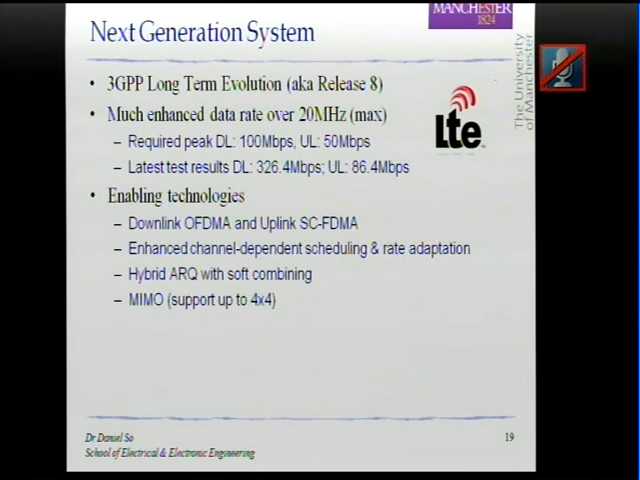 MANCHESTER
1824
The University
of Manchester
Next Generation System
• 3GPP Long Term Evolution (aka Release 8)
• Much enhanced data rate over 20MHz (max)
– Required peak DL: 100Mbps, UL: 50Mbps
– Latest test results DL: 326.4Mbps; UL: 86.4Mbps
• Enabling technologies
– Downlink OFDMA and Uplink SC-FDMA
– Enhanced channel-dependent scheduling & rate adaptation
– Hybrid ARQ with soft combining
– MIMO (support up to 4x4)
Lte
Dr Daniel So
School of Electrical & Electronic Engineering
19